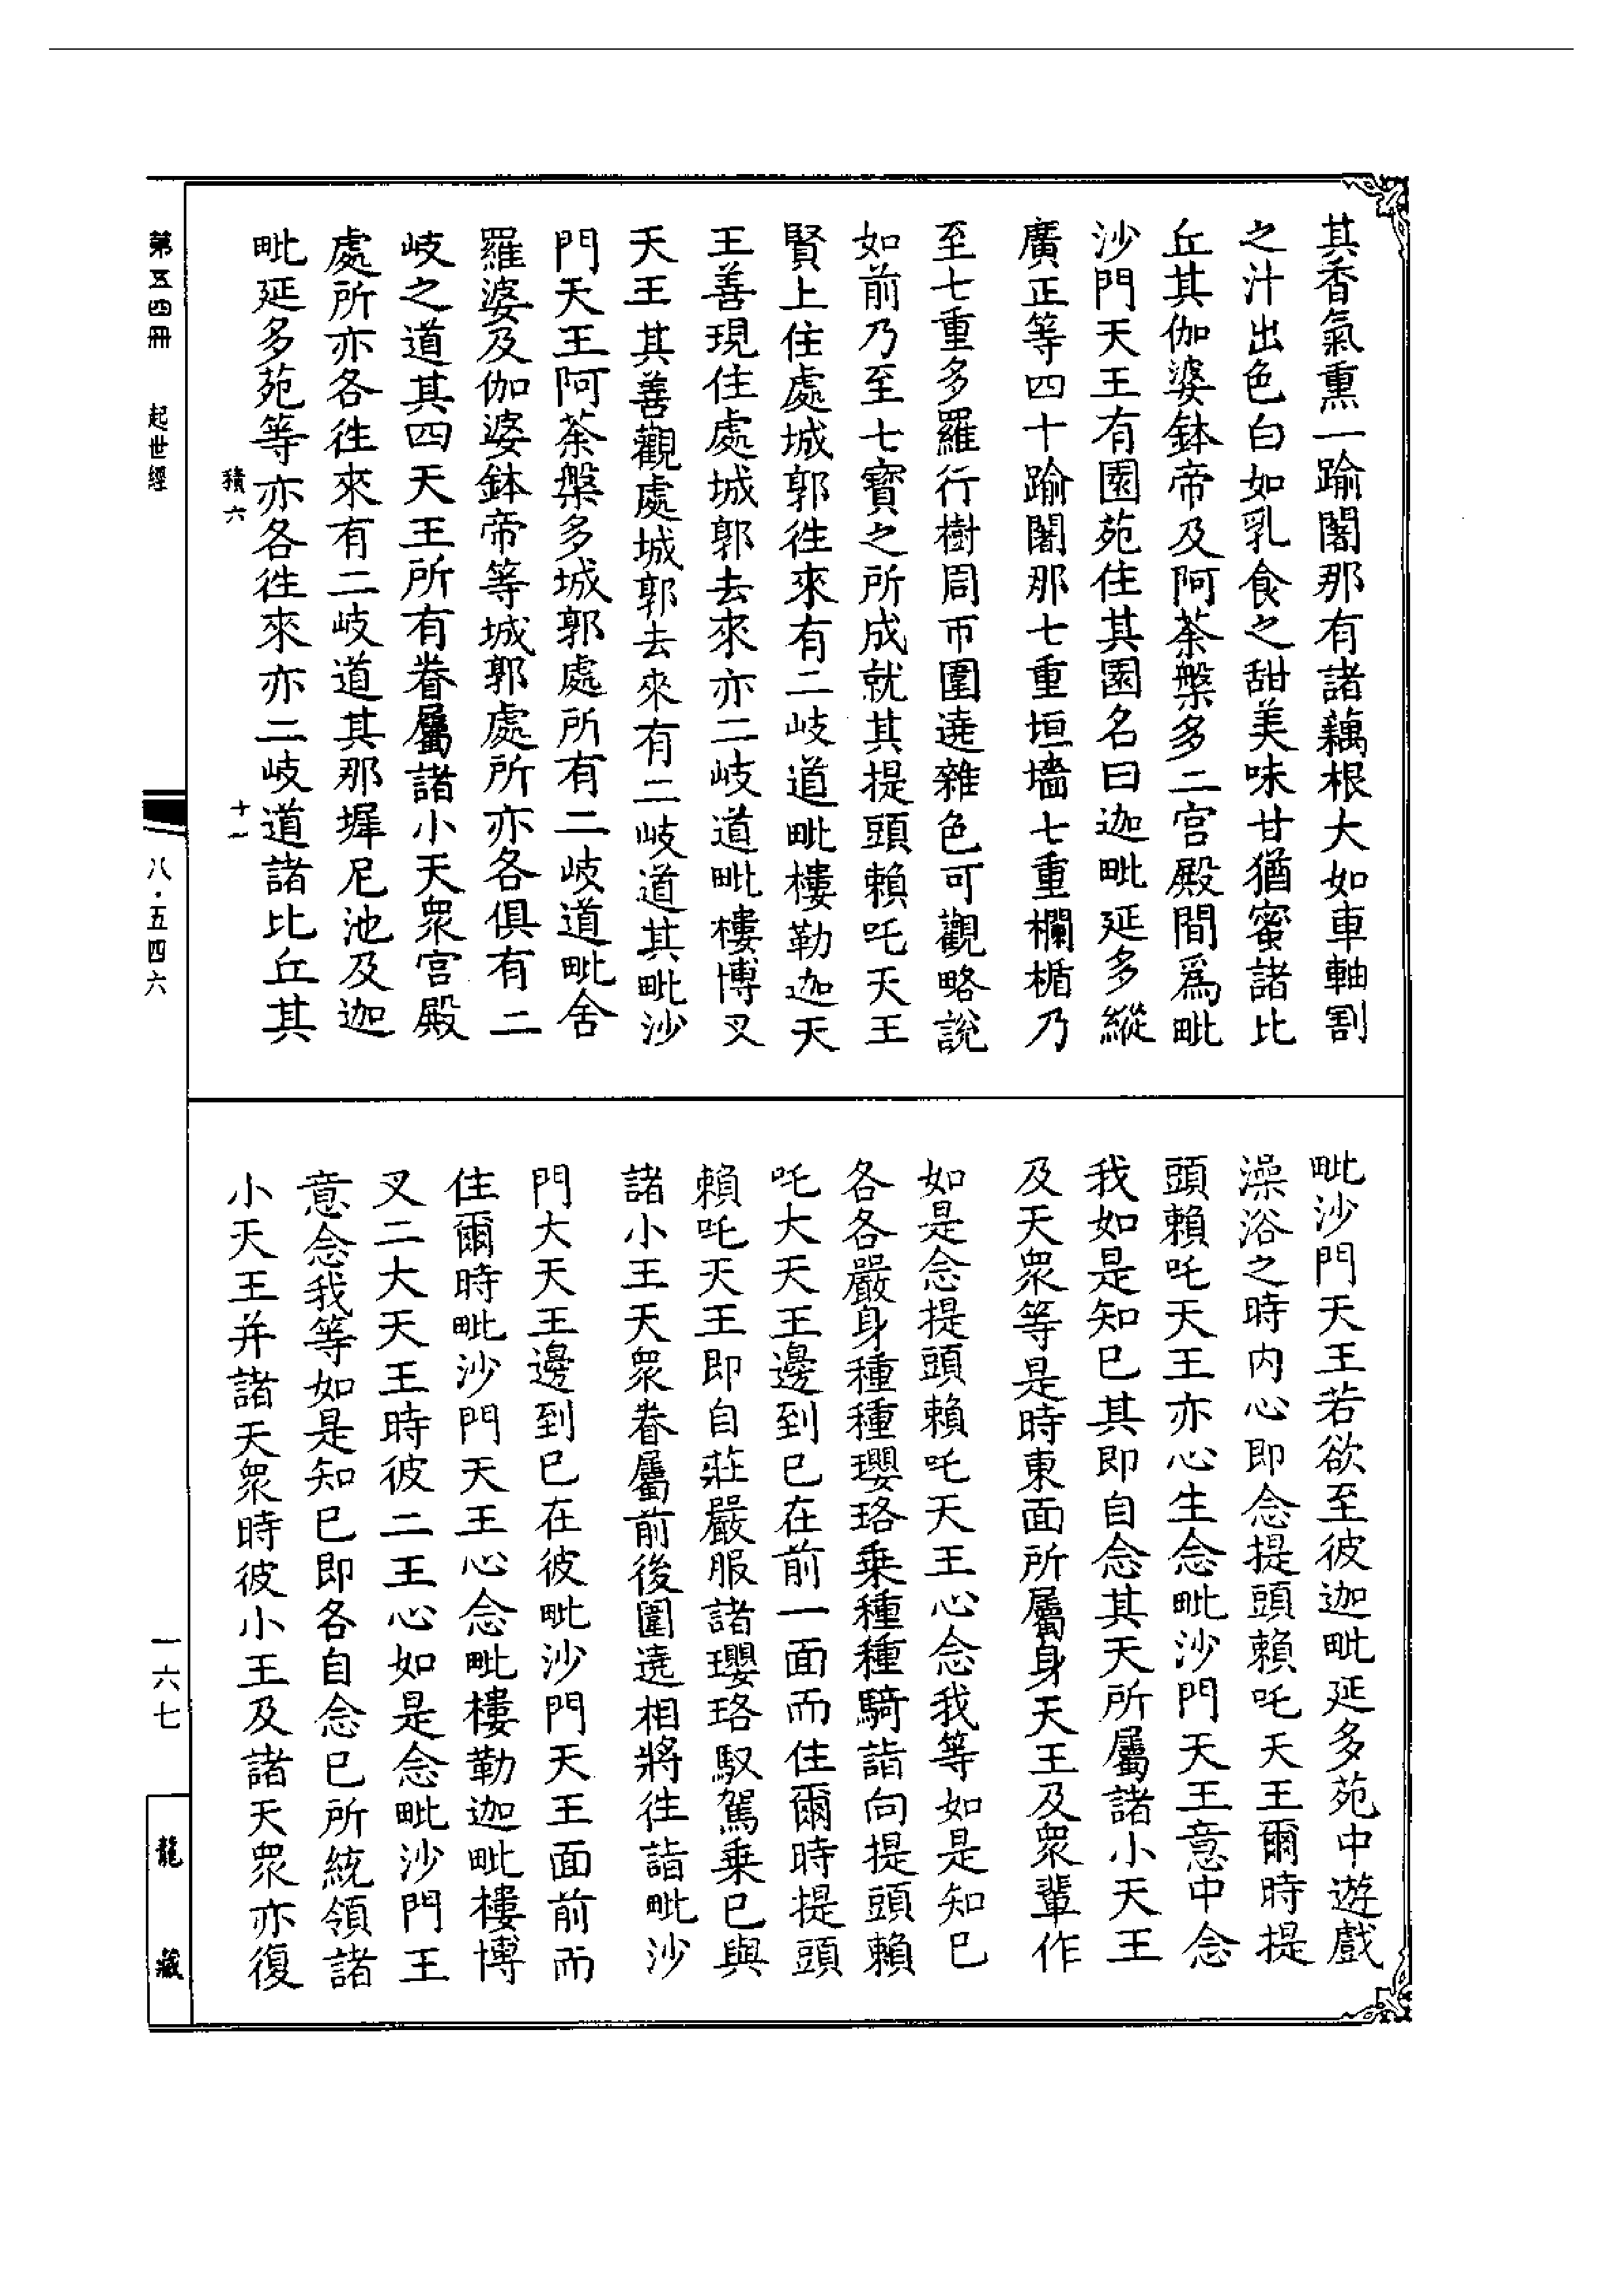 其香氣熏一踰闍那有諸藕根大如車軸割
之汁出色白如乳食之甜美味甘猶蜜諸比
丘其伽婆鉢帝及阿荼槃多二宮殿間爲毗
沙門天王有園苑住其園名曰迦毗延多縱
廣正等四十踰闍那七重垣墻七重欄楯乃
至七重多羅行樹周帀圍遶雜色可觀略說
如前乃至七寶之所成就其提頭賴吒天王
賢上住處城郭徃來有二岐道毗樓勒迦天
王善現住處城郭去來亦二岐道毗樓博叉
天王其善觀處城郭去來有二岐道其毗沙
門天王阿荼槃多城郭處所有二岐道毗舍
羅婆及伽婆鉢帝等城郭處所亦各俱有二
岐之道其四天王所有眷屬諸小天衆宮殿
處所亦各徃來有二岐道其那墀尼池及迦
毗延多苑等亦各徃來亦二岐道諸比丘其
積六
十一
毗沙門天王若欲至彼迦毗延多苑中遊戲
澡浴之時内心即念提頭賴吒天王爾時提
頭賴吒天王亦心生念毗沙門天王意中念
我如是知已其即自念其天所屬諸小天王
及天衆等是時東面所屬身天王及衆輩作
如是念提頭賴吒天王心念我等如是知已
各各嚴身種種瓔珞乗種種騎詣向提頭賴
吒大天王邊到已在前一面而住爾時提頭
賴吒天王即自莊嚴服諸瓔珞馭駕乗已與
諸小王天衆眷屬前後圍遶相將徃詣毗沙
門大天王邊到已在彼毗沙門天王面前而
住爾時毗沙門天王心念毗樓勒迦毗樓博
叉二大天王時彼二王心如是念毗沙門王
意念我等如是知已即各自念已所統領諸
小天王并諸天衆時彼小王及諸天衆亦復
第五四冊 起世經
八·五四六
一六七
龍藏